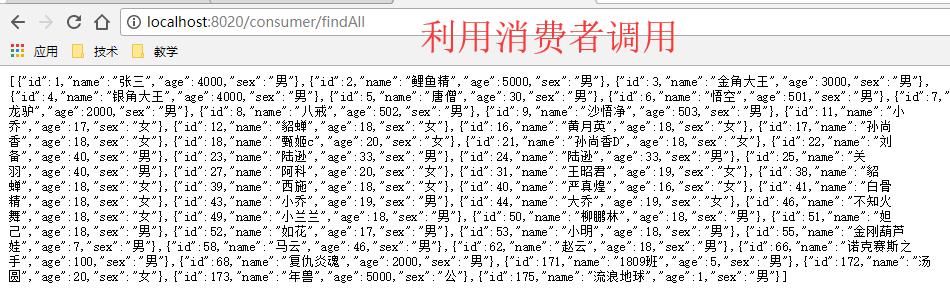 localhost:8020/consumer/findAll
利用消费者调用
应用 技术 教学
[{"id":1,"name":"张三","age":4000,"sex":"男"},{"id":2,"name":"鲤鱼精","age":5000,"sex":"男"},{"id":3,"name":"金角大王","age":3000,"sex":"男"}
{"id":4,"name":"银角大王","age":4000,"sex":"男"},{"id":5,"name":"唐僧","age":30,"sex":"男"},{"id":6,"name":"悟空","age":501,"sex":"男"},{"id":7,"
龙驴","age":2000,"sex":"男"},{"id":8,"name":"八戒","age":502,"sex":"男"},{"id":9,"name":"沙悟净","age":503,"sex":"男"},{"id":11,"name":"小
乔","age":17,"sex":"女"},{"id":12,"name":"貂蝉","age":18,"sex":"女"},{"id":16,"name":"黄月英","age":18,"sex":"女"},{"id":17,"name":"孙尚
香","age":18,"sex":"女"},{"id":18,"name":"甄姬c","age":20,"sex":"女"},{"id":21,"name":"孙尚香D","age":18,"sex":"女"},{"id":22,"name":"刘
备","age":40,"sex":"男"},{"id":23,"name":"陆逊","age":33,"sex":"男"},{"id":24,"name":"陆逊","age":33,"sex":"男"},{"id":25,"name":"关
羽","age":40,"sex":"男"},{"id":27,"name":"阿科","age":20,"sex":"女"},{"id":31,"name":"王昭君","age":19,"sex":"女"},{"id":38,"name":"貂
蝉","age":18,"sex":"女"},{"id":39,"name":"西施","age":18,"sex":"女"},{"id":40,"name":"严真煌","age":16,"sex":"女"},{"id":41,"name":"白骨
精","age":18,"sex":"女"},{"id":43,"name":"小乔","age":19,"sex":"男"},{"id":44,"name":"大乔","age":19,"sex":"女"},{"id":46,"name":"不知火
舞","age":18,"sex":"女"},{"id":49,"name":"小兰兰","age":18,"sex":"男"},{"id":50,"name":"柳鹏林","age":18,"sex":"男"},{"id":51,"name":"妲
己","age":18,"sex":"男"},{"id":52,"name":"如花","age":17,"sex":"男"},{"id":53,"name":"小明","age":18,"sex":"男"},{"id":55,"name":"金刚葫芦
娃","age":7,"sex":"男"},{"id":58,"name":"马云","age":46,"sex":"男"},{"id":62,"name":"赵云","age":18,"sex":"男"},{"id":66,"name":"诺克赛斯之
手","age":100,"sex":"男"},{"id":68,"name":"复仇炎魂","age":2000,"sex":"男"},{"id":171,"name":"1809班","age":5,"sex":"男"},{"id":172,"name":"汤
圆","age":20,"sex":"女"},{"id":173,"name":"年兽","age":5000,"sex":"公"},{"id":175,"name":"流浪地球","age":1,"sex":"男"}]